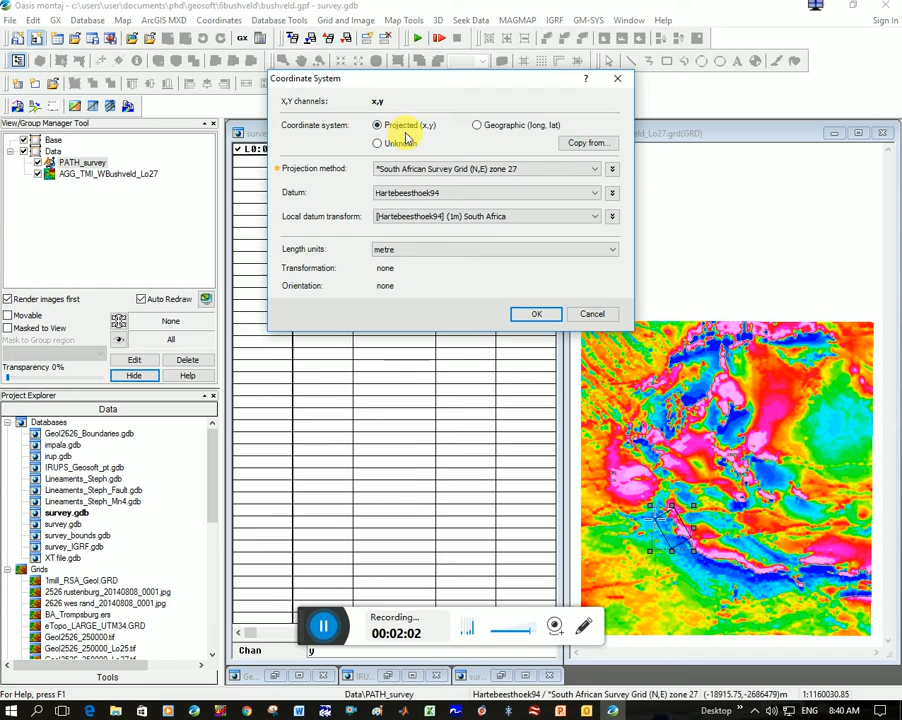 Oasis montaj - c:\users\user\documents\phd\geosoft\6bushveld\bushveld.gpf - survey.gdb
File Edit GX Project Database Map ArcGIS MXD Coordinates Database Tools Grid and Image Map Tools 3D Seek Data MAGMAP IGRF GM-SYS Window Help Sign In
GX
View/Group Manager Tool
Base
Data
PATH_survey
AGG_TMI_WBushveld_Lo27
Render images first
Auto Redraw
Movable
None
Masked to View
Mask to Group region
All
Transparency 0%
Edit
Delete
Hide
Help
Project Explorer
Data
Databases
Geol2626_Boundaries.gdb
impala.gdb
irup.gdb
IRUPS_Geosoft_pt.gdb
Lineaments_Steph.gdb
Lineaments_Steph_Fault.gdb
Lineaments_Steph_Mn4.gdb
survey.gdb
survey.gdb
survey_bounds.gdb
survey_IGRF.gdb
XT file.gdb
Grids
1mill_RSA_Geol.GRD
2526 rustenburg_20140808_0001.jpg
2626 wes rand_20140808_0001.jpg
BA_Trompsburg.ers
eTopo_LARGE_UTM34.GRD
Geol2526_250000.tif
Geol2626_250000_Lo25.tif
Tools
Coordinate System
?
X,Y channels: x,y
Coordinate system: Projected (x,y) Geographic (long, lat)
Unknown
Copy from...
Projection method: *South African Survey Grid (N,E) zone 27
Datum: Hartebeesthoek94
Local datum transform: [Hartebeesthoek94] (1m) South Africa
Length units: metre
Transformation: none
Orientation: none
OK
Cancel
_Lo27.grd(GRD)
Recording...
00:02:02
Chan
y
For Help, press F1
Data\PATH_survey
Hartebeesthoek94 / *South African Survey Grid (N,E) zone 27
(-18915.75, -2686479)m
1:1160030.85
Desktop
ENG
8:40 AM